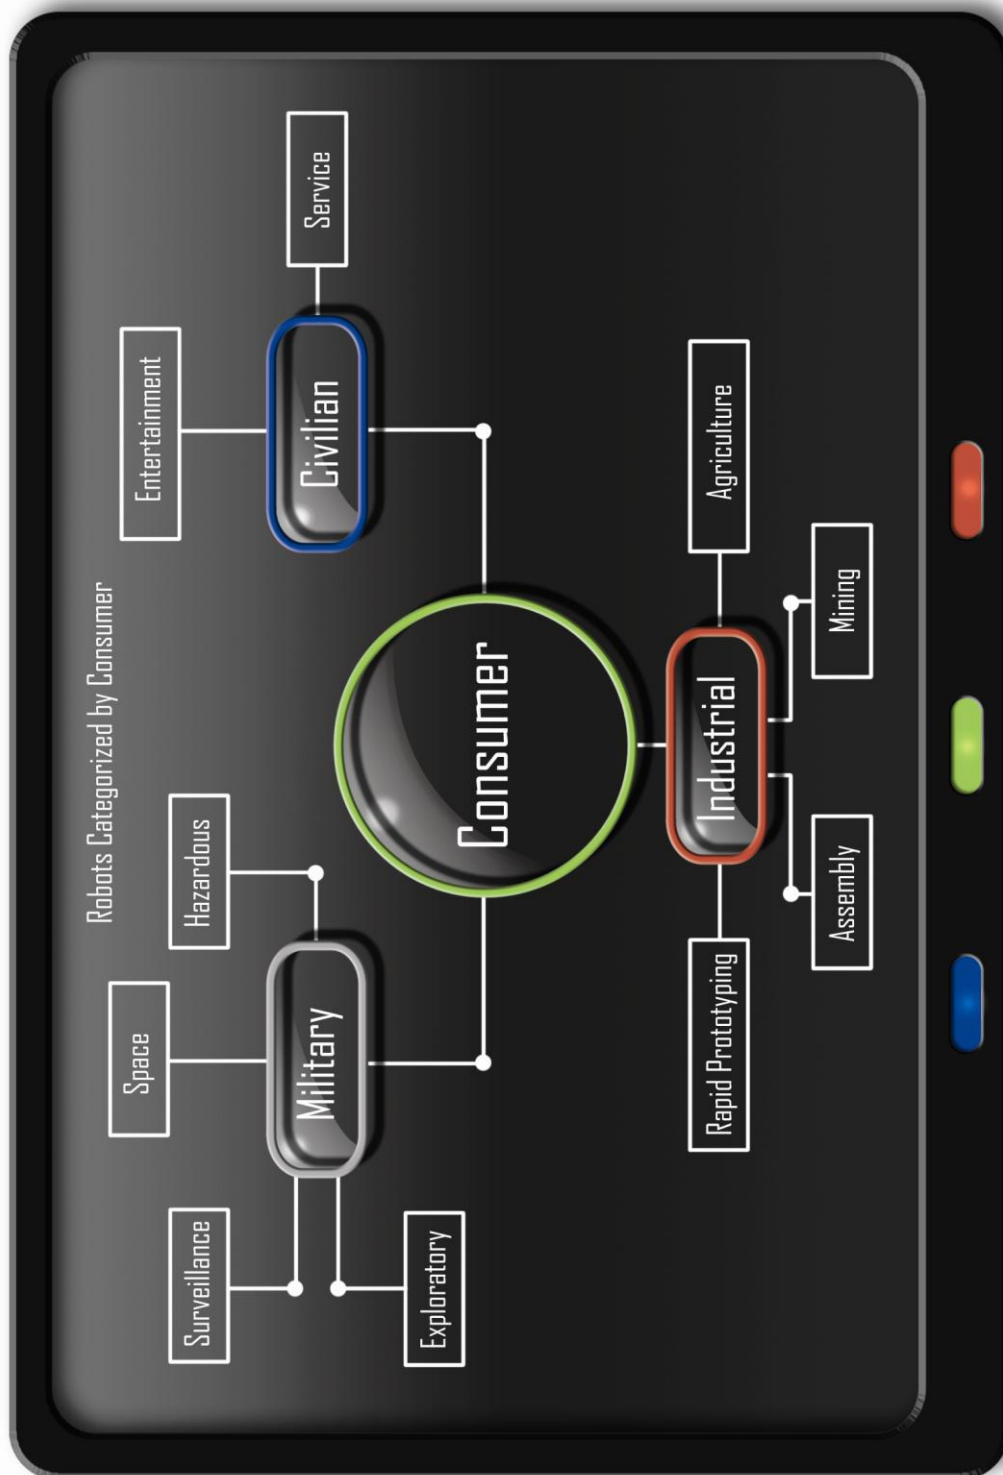 Robots Categorized by Consumer
Space
Entertainment
Surveillance
Hazardous
Military
Civilian
Service
Exploratory
Consumer
Rapid Prototyping
Industrial
Agriculture
Assembly
Mining